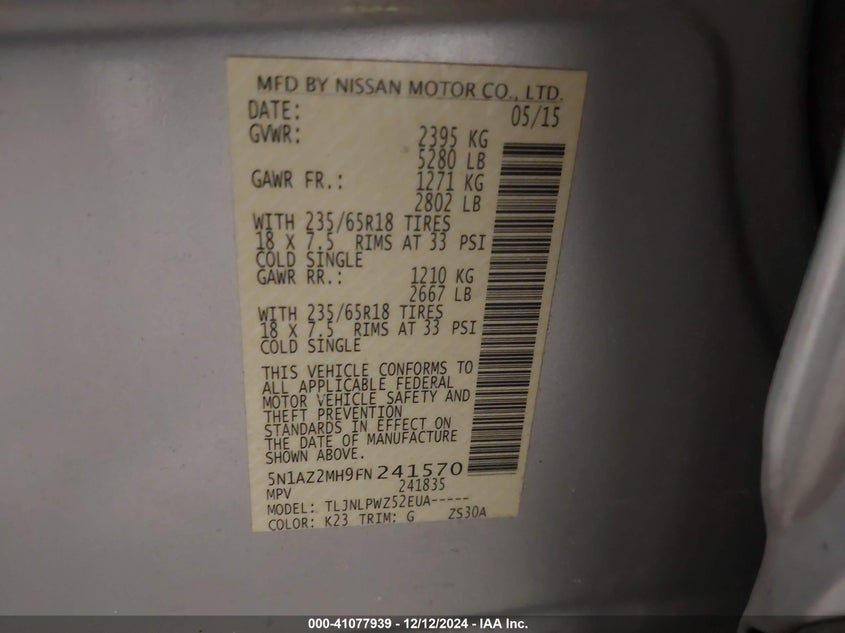 MFD BY NISSAN MOTOR CO., LTD.
DATE: 05/15
GVWR: 2395 KG
5280 LB
GAWR FR.: 1271 KG
2802 LB
WITH 235/65R18 TIRES
18 X 7.5 RIMS AT 33 PSI
COLD SINGLE
GAWR RR.: 1210 KG
2667 LB
WITH 235/65R18 TIRES
18 X 7.5 RIMS AT 33 PSI
COLD SINGLE
THIS VEHICLE CONFORMS TO
ALL APPLICABLE FEDERAL
MOTOR VEHICLE SAFETY AND
THEFT PREVENTION
STANDARDS IN EFFECT ON
THE DATE OF MANUFACTURE
SHOWN ABOVE.
5N1AZ2MH9FN241570
MPV 241835
MODEL: TLJNLPWZ52EUA-----
COLOR: K23 TRIM: G ZS30A
000-41077939 / 12/12/2024 - IAA Inc.